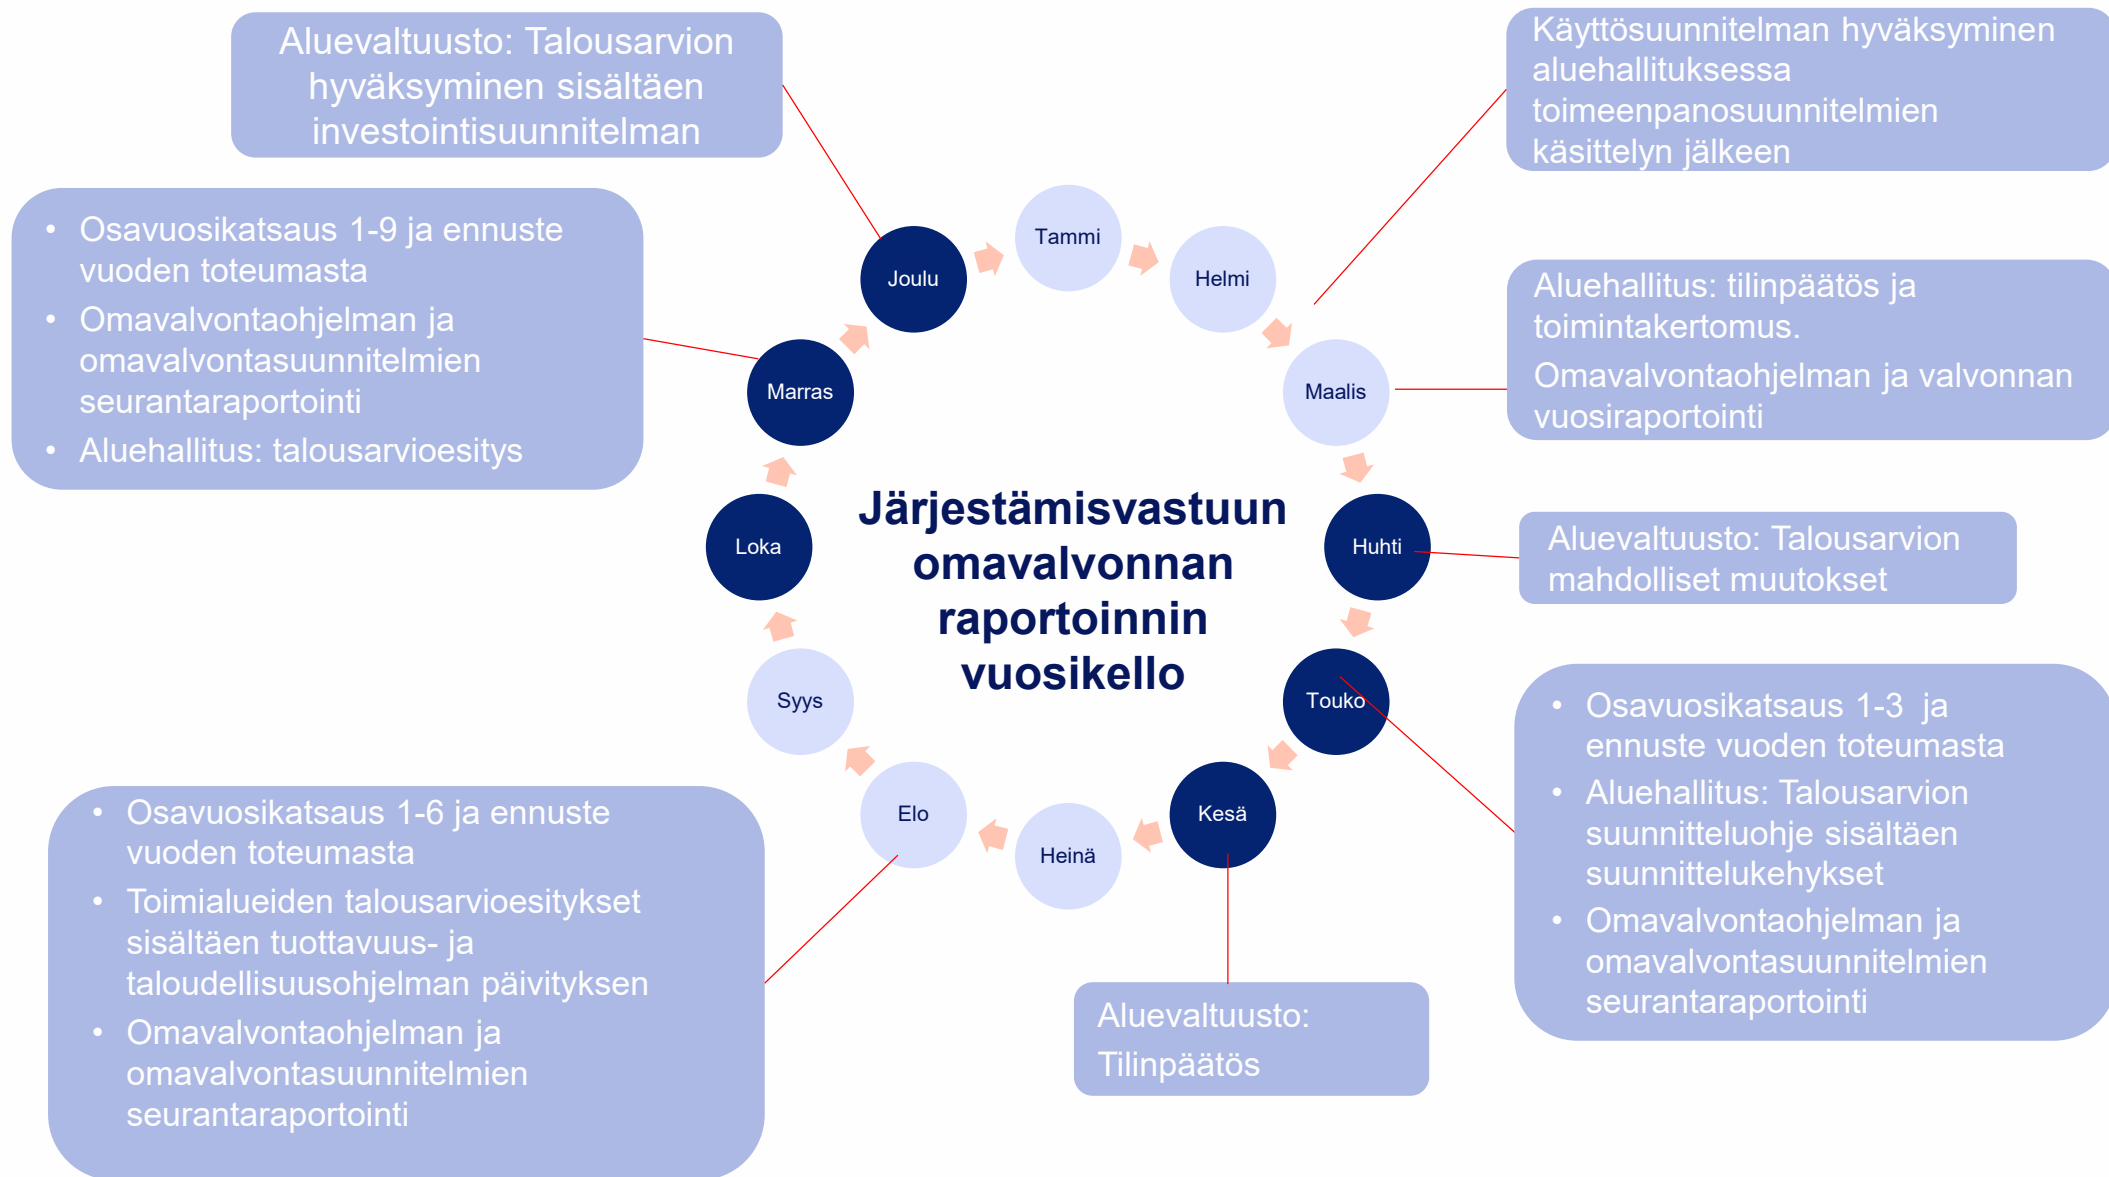 Aluevaltuusto: Talousarvion
hyväksyminen sisältäen
investointisuunnitelman
Käyttösuunnitelman hyväksyminen
aluehallituksessa
toimeenpanosuunnitelmien
käsittelyn jälkeen
• Osavuosikatsaus 1-9 ja ennuste
vuoden toteumasta
• Omavalvontaohjelman ja
omavalvontasuunnitelmien
seurantaraportointi
• Aluehallitus: talousarvioesitys
Aluehallitus: tilinpäätös ja
toimintakertomus.
Omavalvontaohjelman ja valvonnan
vuosiraportointi
Tammi
Helmi
Maalis
Huhti
Touko
Kesä
Heinä
Elo
Syys
Loka
Marras
Joulu
Järjestämisvastuun
omavalvonnan
raportoinnin
vuosikello
Aluevaltuusto: Talousarvion
mahdolliset muutokset
• Osavuosikatsaus 1-3 ja
ennuste vuoden toteumasta
• Aluehallitus: Talousarvion
suunnitteluohje sisältäen
suunnittelukehykset
• Omavalvontaohjelman ja
omavalvontasuunnitelmien
seurantaraportointi
• Osavuosikatsaus 1-6 ja ennuste
vuoden toteumasta
• Toimialueiden talousarvioesitykset
sisältäen tuottavuus- ja
taloudellisuusohjelman päivityksen
• Omavalvontaohjelman ja
omavalvontasuunnitelmien
seurantaraportointi
Aluevaltuusto:
Tilinpäätös